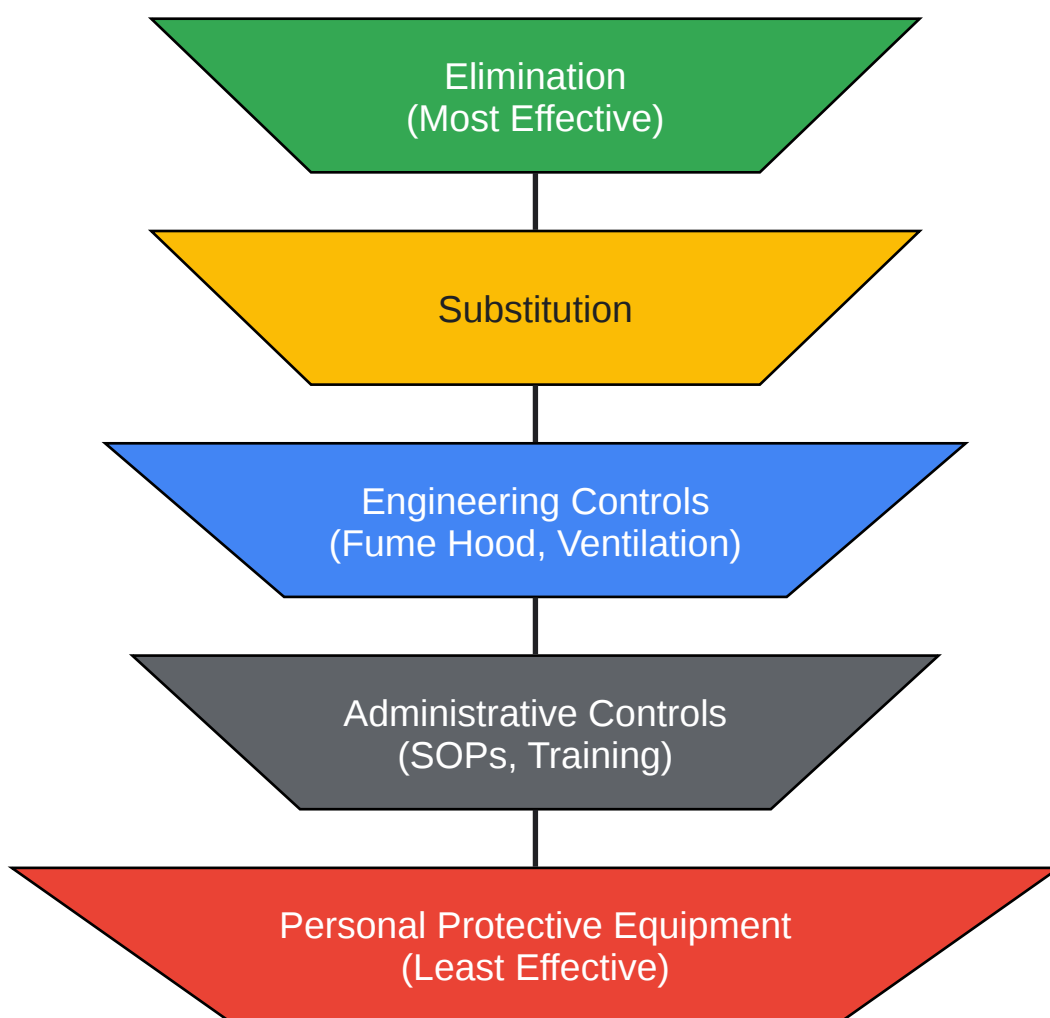 Elimination
(Most Effective)
Substitution
Engineering Controls
(Fume Hood, Ventilation)
Administrative Controls
(SOPs, Training)
Personal Protective Equipment
(Least Effective)